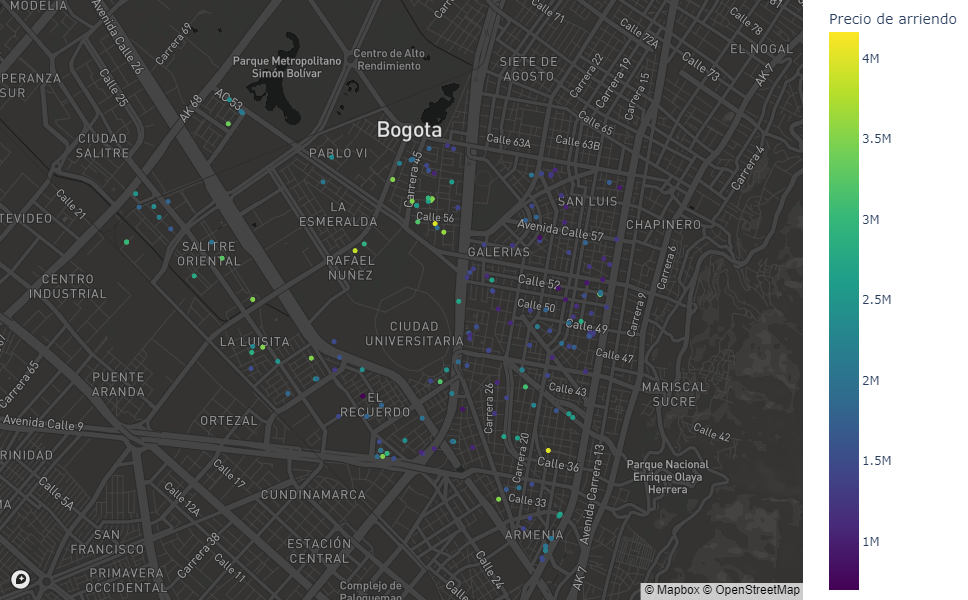 MODELIA
Avenida Calle 26
Carrera 69
Calle 71
Calle 72A
Calle 78
EL NOGAL
AK 7
Parque Metropolitano
Simón Bolívar
Centro de Alto
Rendimiento
SIETE DE
AGOSTO
Calle 22
Carrera 19
Carrera 15
Calle 73
Calle 25
AK 68
AC 53
Calle 65
CIUDAD
SALITRE
Bogota
PABLO VI
Calle 63A
Calle 63B
Carrera 4
Carrera 45
Calle 21
LA
ESMERALDA
Calle 56
SAN LUIS
CHAPINERO
Avenida Calle 57
SALITRE
ORIENTAL
RAFAEL
NUÑEZ
GALERIAS
Carrera 6
CENTRO
INDUSTRIAL
Calle 52
Calle 50
Calle 49
Carrera 9
CIUDAD
UNIVERSITARIA
LA LUISITA
Calle 47
Carrera 65
PUENTE
ARANDA
EL
RECUERDO
Carrera 26
Calle 43
MARISCAL
SUCRE
Avenida Calle 9
ORTEZAL
Calle 42
Carrera 20
Calle 36
Avenida Carrera 13
Parque Nacional
Enrique Olaya
Herrera
Calle 17
Calle 5A
Calle 12A
CUNDINAMARCA
Calle 33
SAN
FRANCISCO
Carrera 38
Calle 11
ESTACIÓN
CENTRAL
ARMENIA
Calle 24
AK 7
PRIMAVERA
OCCIDENTAL
Complejo de
Paloquemao
© Mapbox © OpenStreetMap
Precio de arriendo
4M
3.5M
3M
2.5M
2M
1.5M
1M